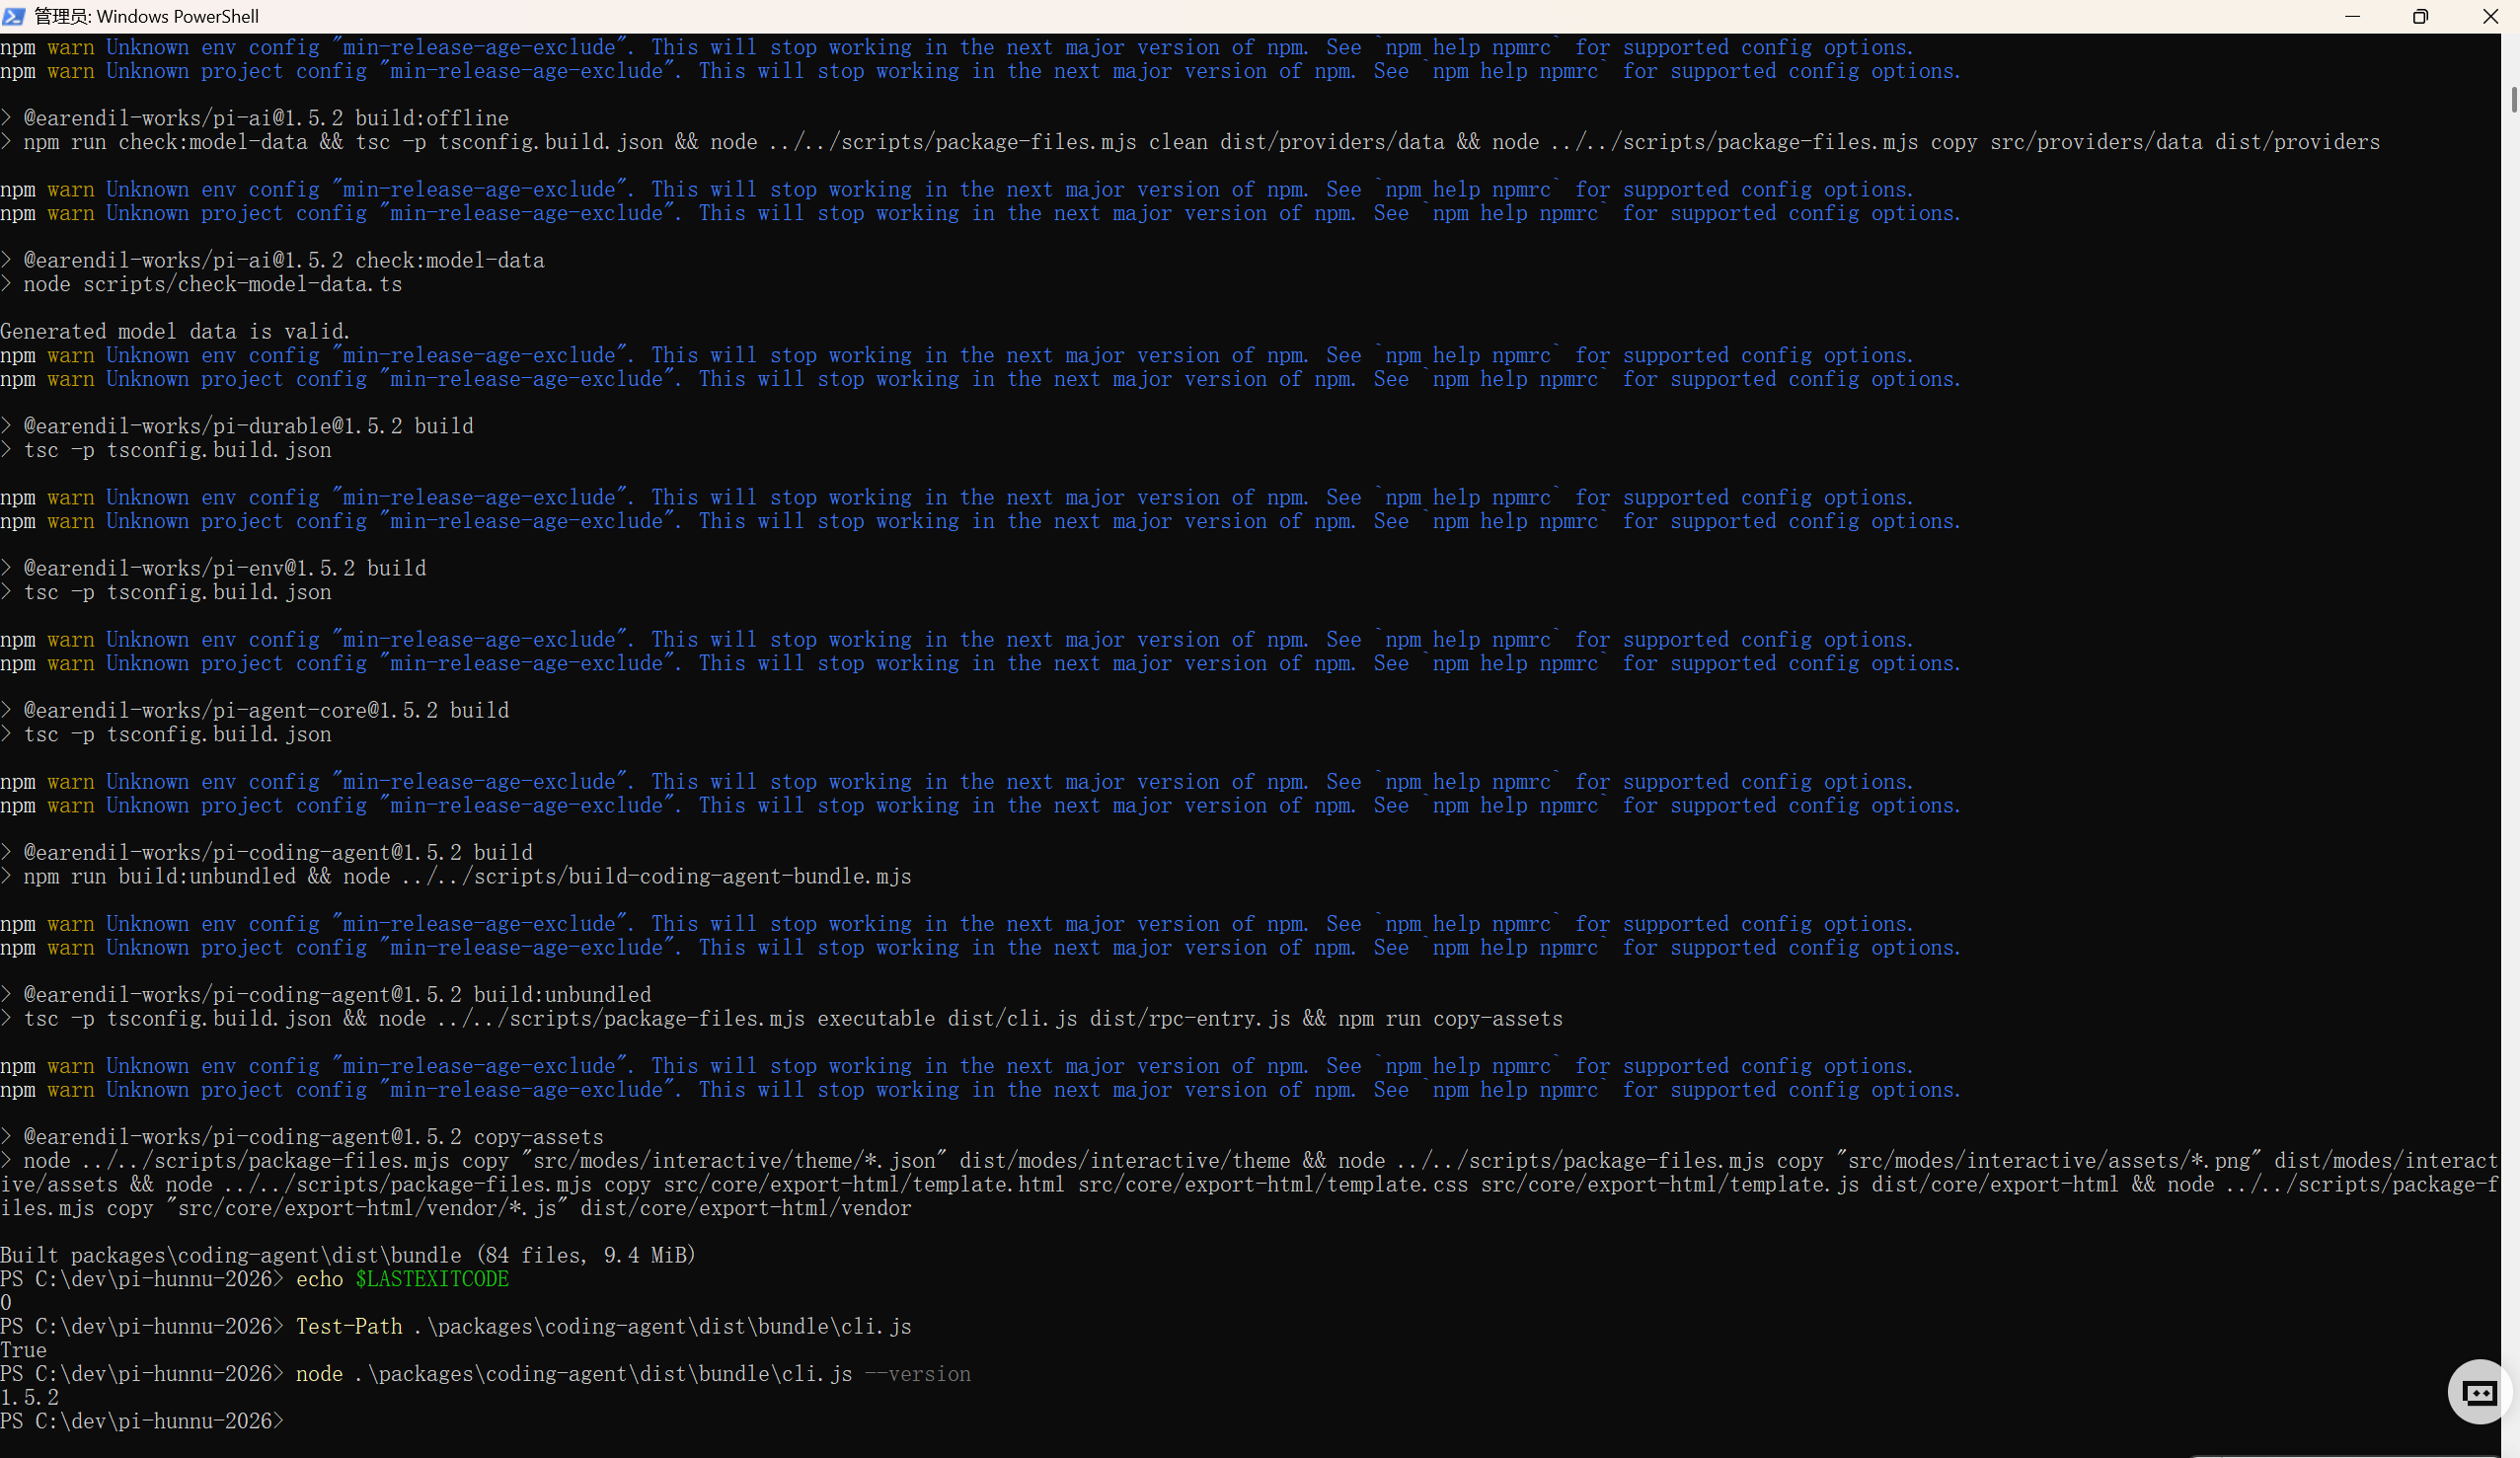 管理员: Windows PowerShell
npm warn Unknown env config "min-release-age-exclude". This will stop working in the next major version of npm. See `npm help npmrc` for supported config options.
npm warn Unknown project config "min-release-age-exclude". This will stop working in the next major version of npm. See `npm help npmrc` for supported config options.
> @earendil-works/pi-ai@1.5.2 build:offline
> npm run check:model-data && tsc -p tsconfig.build.json && node ../../scripts/package-files.mjs clean dist/providers/data && node ../../scripts/package-files.mjs copy src/providers/data dist/providers
npm warn Unknown env config "min-release-age-exclude". This will stop working in the next major version of npm. See `npm help npmrc` for supported config options.
npm warn Unknown project config "min-release-age-exclude". This will stop working in the next major version of npm. See `npm help npmrc` for supported config options.
> @earendil-works/pi-ai@1.5.2 check:model-data
> node scripts/check-model-data.ts
Generated model data is valid.
npm warn Unknown env config "min-release-age-exclude". This will stop working in the next major version of npm. See `npm help npmrc` for supported config options.
npm warn Unknown project config "min-release-age-exclude". This will stop working in the next major version of npm. See `npm help npmrc` for supported config options.
> @earendil-works/pi-durable@1.5.2 build
> tsc -p tsconfig.build.json
npm warn Unknown env config "min-release-age-exclude". This will stop working in the next major version of npm. See `npm help npmrc` for supported config options.
npm warn Unknown project config "min-release-age-exclude". This will stop working in the next major version of npm. See `npm help npmrc` for supported config options.
> @earendil-works/pi-env@1.5.2 build
> tsc -p tsconfig.build.json
npm warn Unknown env config "min-release-age-exclude". This will stop working in the next major version of npm. See `npm help npmrc` for supported config options.
npm warn Unknown project config "min-release-age-exclude". This will stop working in the next major version of npm. See `npm help npmrc` for supported config options.
> @earendil-works/pi-agent-core@1.5.2 build
> tsc -p tsconfig.build.json
npm warn Unknown env config "min-release-age-exclude". This will stop working in the next major version of npm. See `npm help npmrc` for supported config options.
npm warn Unknown project config "min-release-age-exclude". This will stop working in the next major version of npm. See `npm help npmrc` for supported config options.
> @earendil-works/pi-coding-agent@1.5.2 build
> npm run build:unbundled && node ../../scripts/build-coding-agent-bundle.mjs
npm warn Unknown env config "min-release-age-exclude". This will stop working in the next major version of npm. See `npm help npmrc` for supported config options.
npm warn Unknown project config "min-release-age-exclude". This will stop working in the next major version of npm. See `npm help npmrc` for supported config options.
> @earendil-works/pi-coding-agent@1.5.2 build:unbundled
> tsc -p tsconfig.build.json && node ../../scripts/package-files.mjs executable dist/cli.js dist/rpc-entry.js && npm run copy-assets
npm warn Unknown env config "min-release-age-exclude". This will stop working in the next major version of npm. See `npm help npmrc` for supported config options.
npm warn Unknown project config "min-release-age-exclude". This will stop working in the next major version of npm. See `npm help npmrc` for supported config options.
> @earendil-works/pi-coding-agent@1.5.2 copy-assets
> node ../../scripts/package-files.mjs copy "src/modes/interactive/theme/*.json" dist/modes/interactive/theme && node ../../scripts/package-files.mjs copy "src/modes/interactive/assets/*.png" dist/modes/interact
ive/assets && node ../../scripts/package-files.mjs copy src/core/export-html/template.html src/core/export-html/template.css src/core/export-html/template.js dist/core/export-html && node ../../scripts/package-f
iles.mjs copy "src/core/export-html/vendor/*.js" dist/core/export-html/vendor
Built packages\coding-agent\dist\bundle (84 files, 9.4 MiB)
PS C:\dev\pi-hunnu-2026> echo $LASTEXITCODE
0
PS C:\dev\pi-hunnu-2026> Test-Path .\packages\coding-agent\dist\bundle\cli.js
True
PS C:\dev\pi-hunnu-2026> node .\packages\coding-agent\dist\bundle\cli.js --version
1.5.2
PS C:\dev\pi-hunnu-2026>